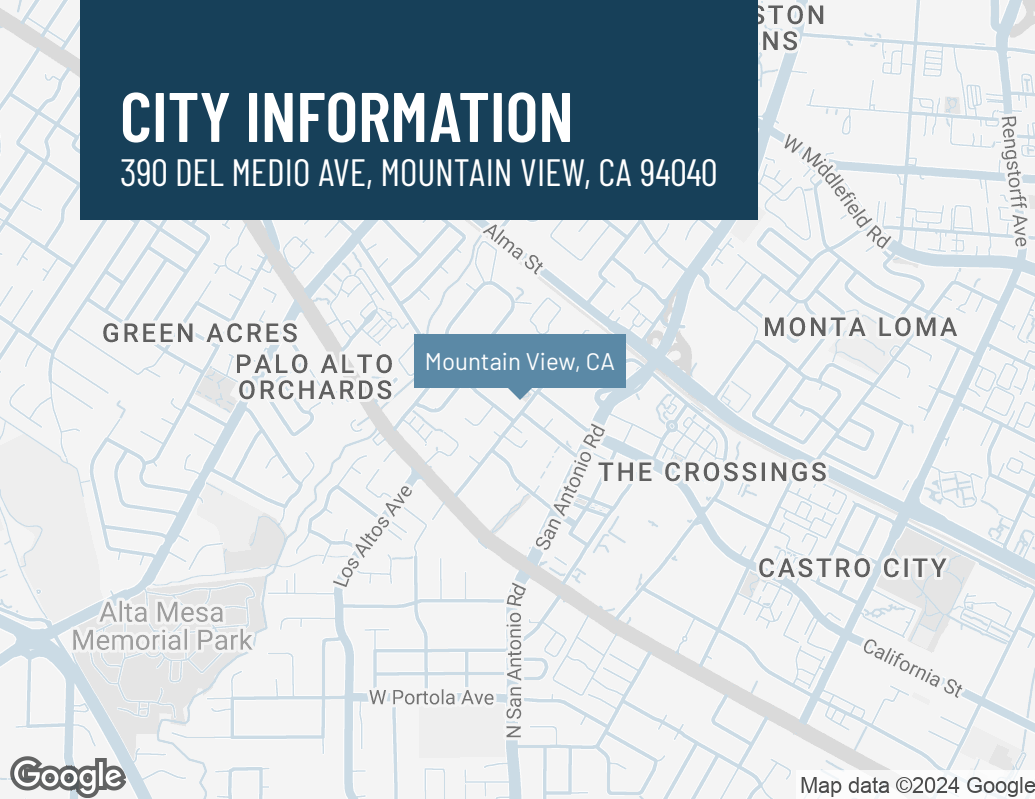 CITY INFORMATION
390 DEL MEDIO AVE, MOUNTAIN VIEW, CA 94040
STON
NS
Rengstorff Ave
W Middlefield Rd
Alma St
GREEN ACRES
MONTA LOMA
PALO ALTO
ORCHARDS
Mountain View, CA
San Antonio Rd
THE CROSSINGS
Los Altos Ave
CASTRO CITY
Alta Mesa
Memorial Park
N San Antonio Rd
California St
W Portola Ave
Google
Map data ©2024 Google